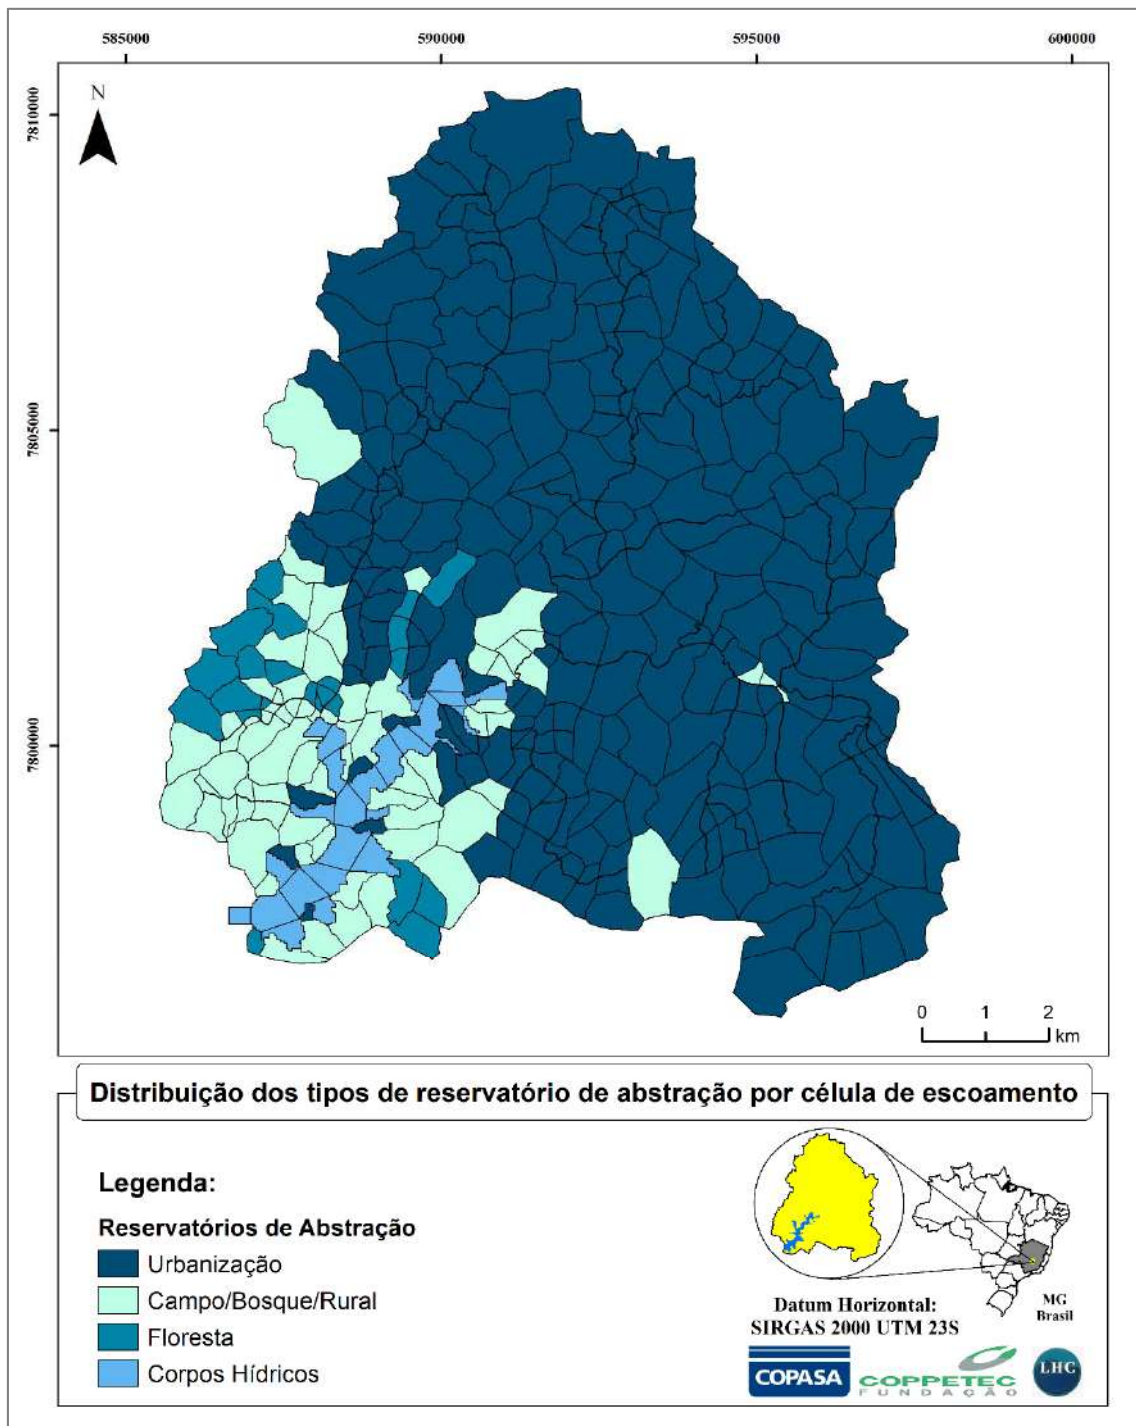 585000 590000 595000 600000
N
7810000
7805000
7800000
0 1 2
km
Distribuição dos tipos de reservatório de abstração por célula de escoamento
Legenda:
Reservatórios de Abstração
Urbanização
Campo/Bosque/Rural
Floresta
Corpos Hídricos
MG
Brasil
Datum Horizontal:
SIRGAS 2000 UTM 23S
COPASA
COPPETEC
FUNDAÇÃO
LHC